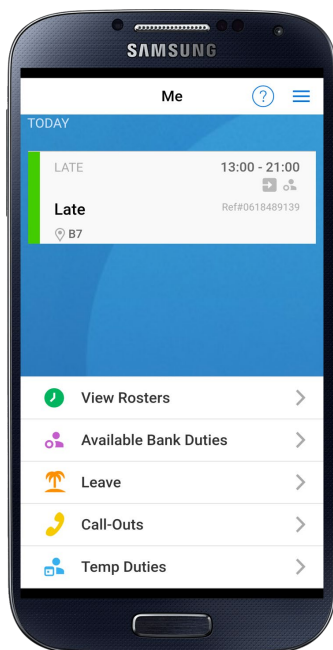 SAMSUNG
Me
TODAY
LATE 13:00 - 21:00
Late Ref#0618489139
B7
View Rosters
Available Bank Duties
Leave
Call-Outs
Temp Duties